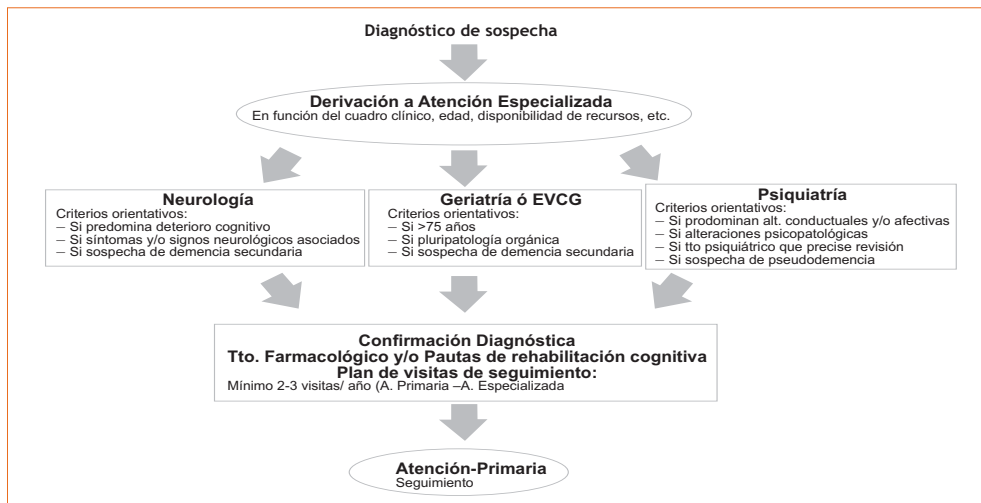 Diagnóstico de sospecha
Derivación a Atención Especializada
En función del cuadro clínico, edad, disponibilidad de recursos, etc.
Neurología
Criterios orientativos:
– Si predomina deterioro cognitivo
– Si síntomas y/o signos neurológicos asociados
– Si sospecha de demencia secundaria
Geriatría ó EVCG
Criterios orientativos:
– Si >75 años
– Si pluripatología orgánica
– Si sospecha de demencia secundaria
Psiquiatría
Criterios orientativos:
– Si prodominan alt. conductuales y/o afectivas
– Si alteraciones psicopatológicas
– Si tto psiquiátrico que precise revisión
– Si sospecha de pseudodemencia
Confirmación Diagnóstica
Tto. Farmacológico y/o Pautas de rehabilitación cognitiva
Plan de visitas de seguimiento:
Mínimo 2-3 visitas/ año (A. Primaria –A. Especializada
Atención-Primaria
Seguimiento